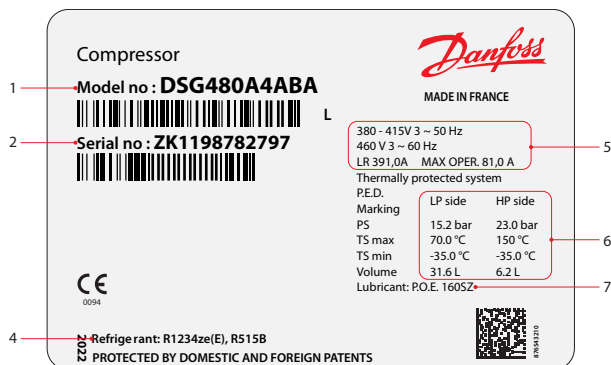 Compressor
Danfoss
1
Model no : DSG480A4ABA
MADE IN FRANCE
L
2
Serial no : ZK1198782797
380 - 415V 3 ~ 50 Hz
460 V 3 ~ 60 Hz
LR 391,0A MAX OPER. 81,0 A
5
Thermally protected system
P.E.D.
Marking LP side HP side
PS 15.2 bar 23.0 bar
TS max 70.0 °C 150 °C
6
TS min -35.0 °C -35.0 °C
Volume 31.6 L 6.2 L
Lubricant: P.O.E. 160SZ
7
CE
0094
4
Refrigerant: R1234ze(E), R515B
2022
PROTECTED BY DOMESTIC AND FOREIGN PATENTS
876543210